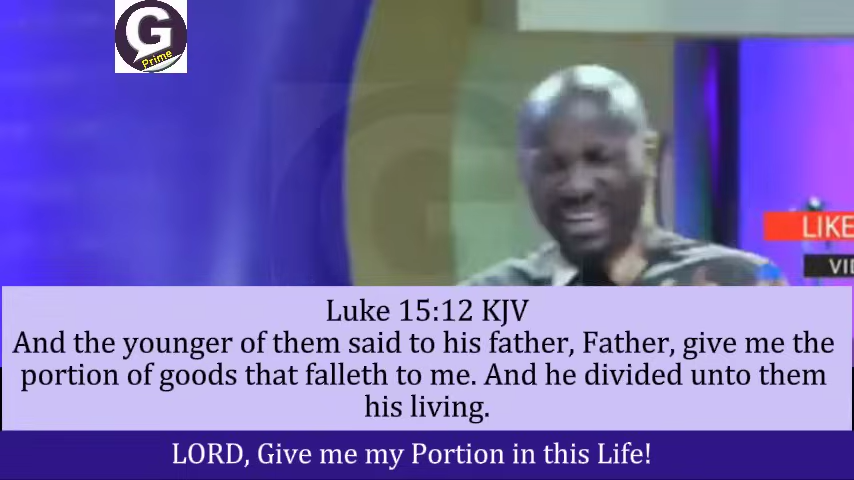 G
Prime
LIKE
VID
Luke 15:12 KJV
And the younger of them said to his father, Father, give me the
portion of goods that falleth to me. And he divided unto them
his living.
LORD, Give me my Portion in this Life!